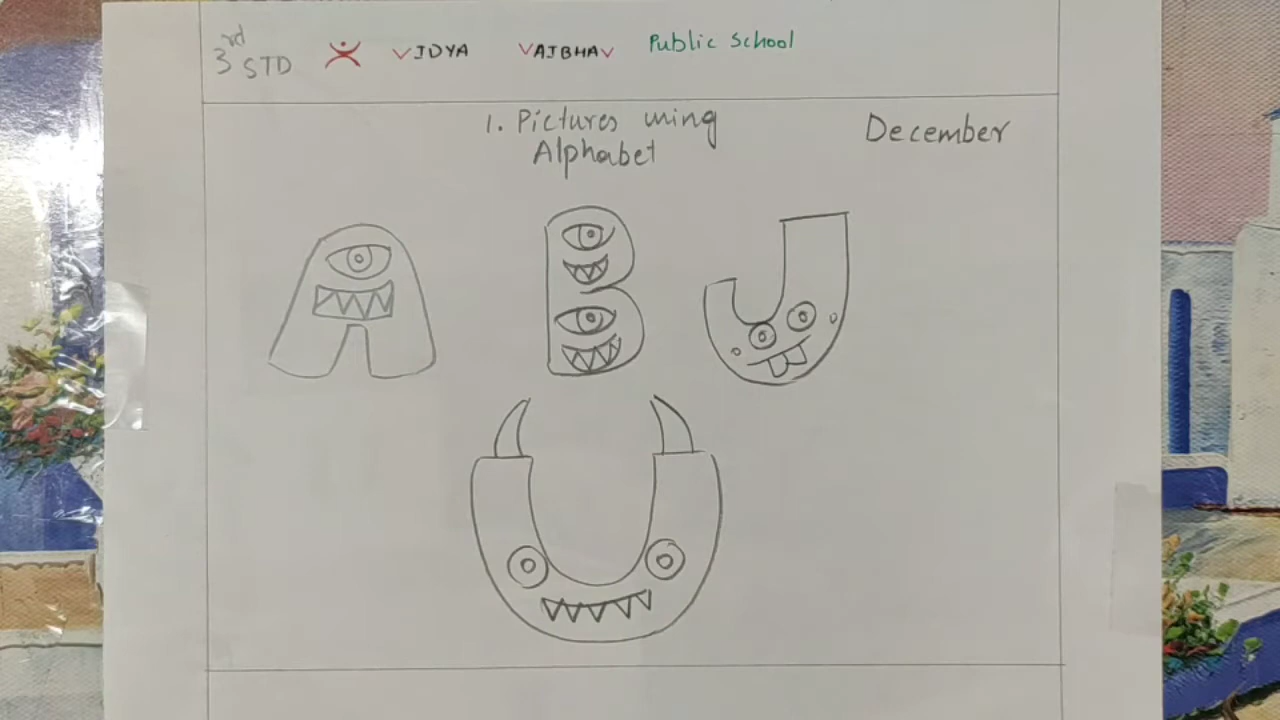 3rd STD VIDYA VAIBHAV Public School
1. Pictures using Alphabet
December
A B J
U